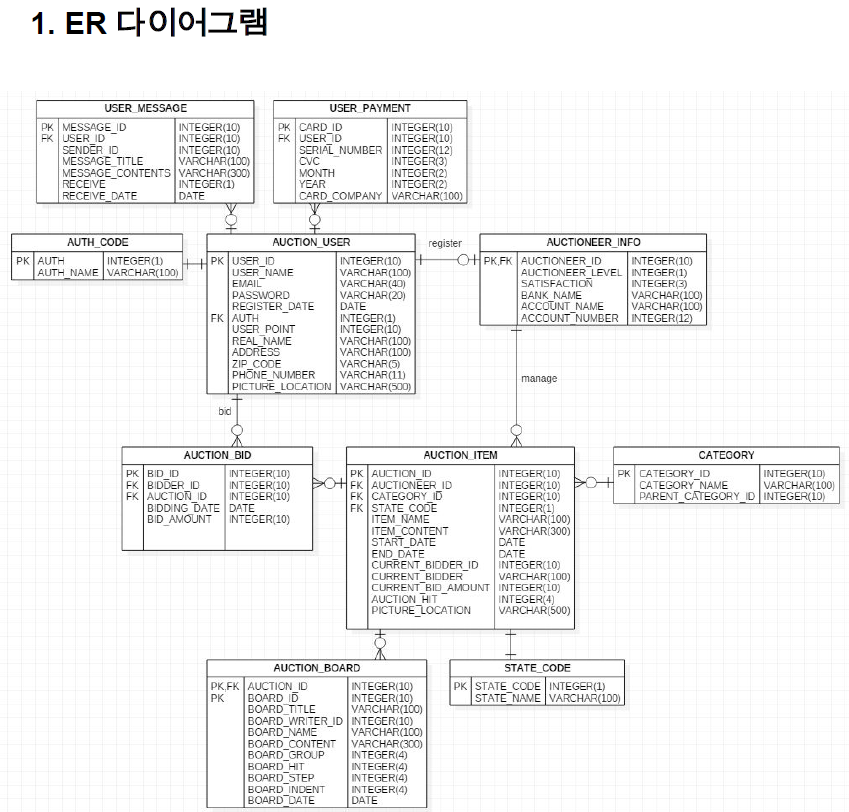 1. ER 다이어그램
USER_MESSAGE
PK MESSAGE_ID INTEGER(10)
FK USER_ID INTEGER(10)
SENDER_ID INTEGER(10)
MESSAGE_TITLE VARCHAR(100)
MESSAGE_CONTENTS VARCHAR(300)
RECEIVE INTEGER(1)
RECEIVE_DATE DATE
USER_PAYMENT
PK CARD_ID INTEGER(10)
FK USER_ID INTEGER(10)
SERIAL_NUMBER INTEGER(12)
CVC INTEGER(3)
MONTH INTEGER(2)
YEAR INTEGER(2)
CARD_COMPANY VARCHAR(100)
AUTH_CODE
PK AUTH INTEGER(1)
AUTH_NAME VARCHAR(100)
AUCTION_USER
PK USER_ID INTEGER(10)
USER_NAME VARCHAR(100)
EMAIL VARCHAR(40)
PASSWORD VARCHAR(20)
REGISTER_DATE DATE
FK AUTH INTEGER(1)
USER_POINT INTEGER(10)
REAL_NAME VARCHAR(100)
ADDRESS VARCHAR(100)
ZIP_CODE VARCHAR(5)
PHONE_NUMBER VARCHAR(11)
PICTURE_LOCATION VARCHAR(500)
register
AUCTIONEER_INFO
PK,FK AUCTIONEER_ID INTEGER(10)
AUCTIONEER_LEVEL INTEGER(1)
SATISFACTION INTEGER(3)
BANK_NAME VARCHAR(100)
ACCOUNT_NAME VARCHAR(100)
ACCOUNT_NUMBER INTEGER(12)
manage
bid
AUCTION_BID
PK BID_ID INTEGER(10)
FK BIDDER_ID INTEGER(10)
FK AUCTION_ID INTEGER(10)
BIDDING_DATE DATE
BID_AMOUNT INTEGER(10)
AUCTION_ITEM
PK AUCTION_ID INTEGER(10)
FK AUCTIONEER_ID INTEGER(10)
FK CATEGORY_ID INTEGER(10)
FK STATE_CODE INTEGER(1)
ITEM_NAME VARCHAR(100)
ITEM_CONTENT VARCHAR(300)
START_DATE DATE
END_DATE DATE
CURRENT_BIDDER_ID INTEGER(10)
CURRENT_BIDDER VARCHAR(100)
CURRENT_BID_AMOUNT INTEGER(10)
AUCTION_HIT INTEGER(4)
PICTURE_LOCATION VARCHAR(500)
CATEGORY
PK CATEGORY_ID INTEGER(10)
CATEGORY_NAME VARCHAR(100)
PARENT_CATEGORY_ID INTEGER(10)
AUCTION_BOARD
PK,FK AUCTION_ID INTEGER(10)
PK BOARD_ID INTEGER(10)
BOARD_TITLE VARCHAR(100)
BOARD_WRITER_ID INTEGER(10)
BOARD_NAME VARCHAR(100)
BOARD_CONTENT VARCHAR(300)
BOARD_GROUP INTEGER(4)
BOARD_HIT INTEGER(4)
BOARD_STEP INTEGER(4)
BOARD_INDENT INTEGER(4)
BOARD_DATE DATE
STATE_CODE
PK STATE_CODE INTEGER(1)
STATE_NAME VARCHAR(100)